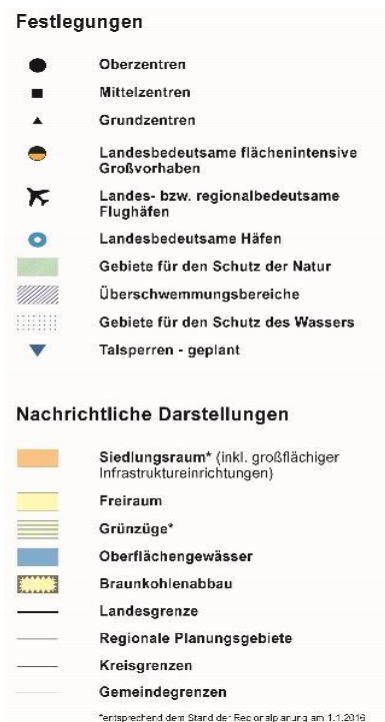 Festlegungen
Oberzentren
Mittelzentren
Grundzentren
Landesbedeutsame flächenintensive
Großvorhaben
Landes- bzw. regionalbedeutsame
Flughäfen
Landesbedeutsame Häfen
Gebiete für den Schutz der Natur
Überschwemmungsbereiche
Gebiete für den Schutz des Wassers
Talsperren - geplant
Nachrichtliche Darstellungen
Siedlungsraum* (inkl. großflächiger
Infrastruktureinrichtungen)
Freiraum
Grünzüge*
Oberflächengewässer
Braunkohlenabbau
Landesgrenze
Regionale Planungsgebiete
Kreisgrenzen
Gemeindegrenzen
*entsprechend dem Stand der Regionalplanung am 1.1.2016